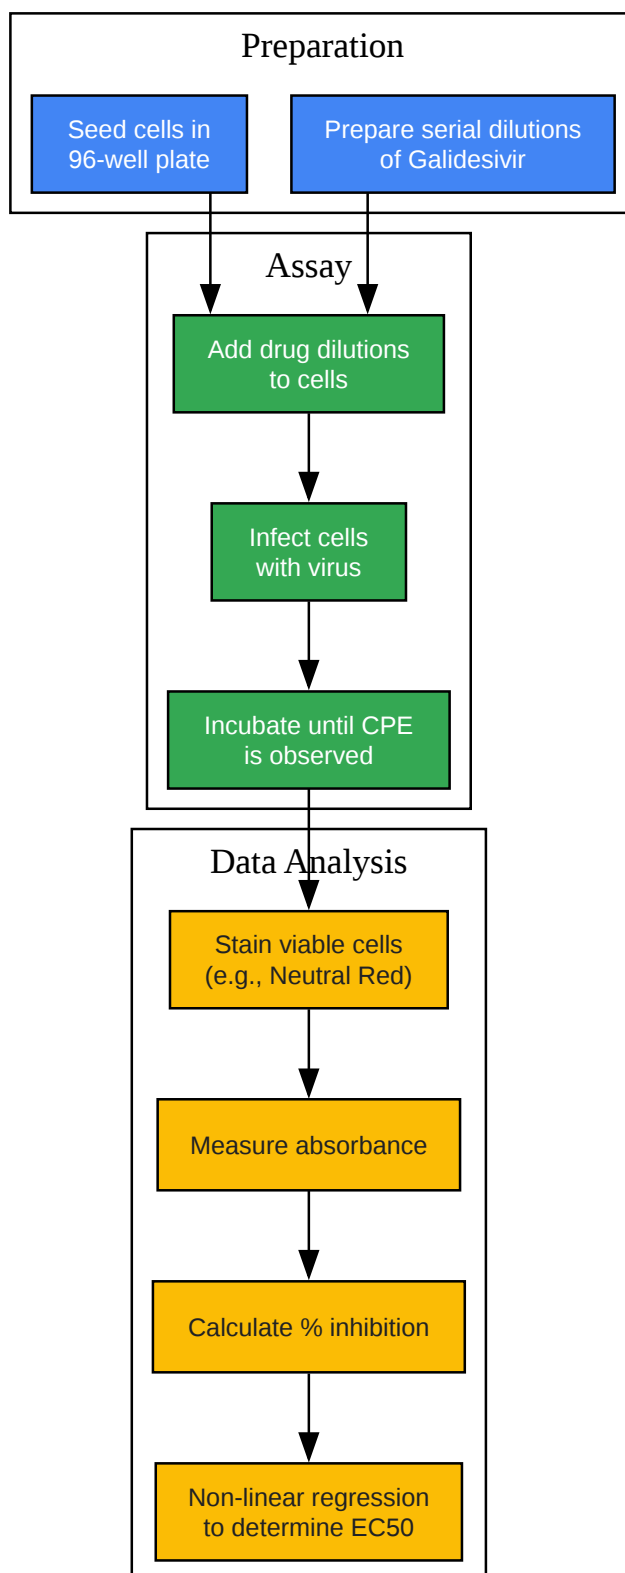 Preparation
Seed cells in
96-well plate
Prepare serial dilutions
of Galidesivir
Assay
Add drug dilutions
to cells
Infect cells
with virus
Incubate until CPE
is observed
Data Analysis
Stain viable cells
(e.g., Neutral Red)
Measure absorbance
Calculate % inhibition
Non-linear regression
to determine EC50